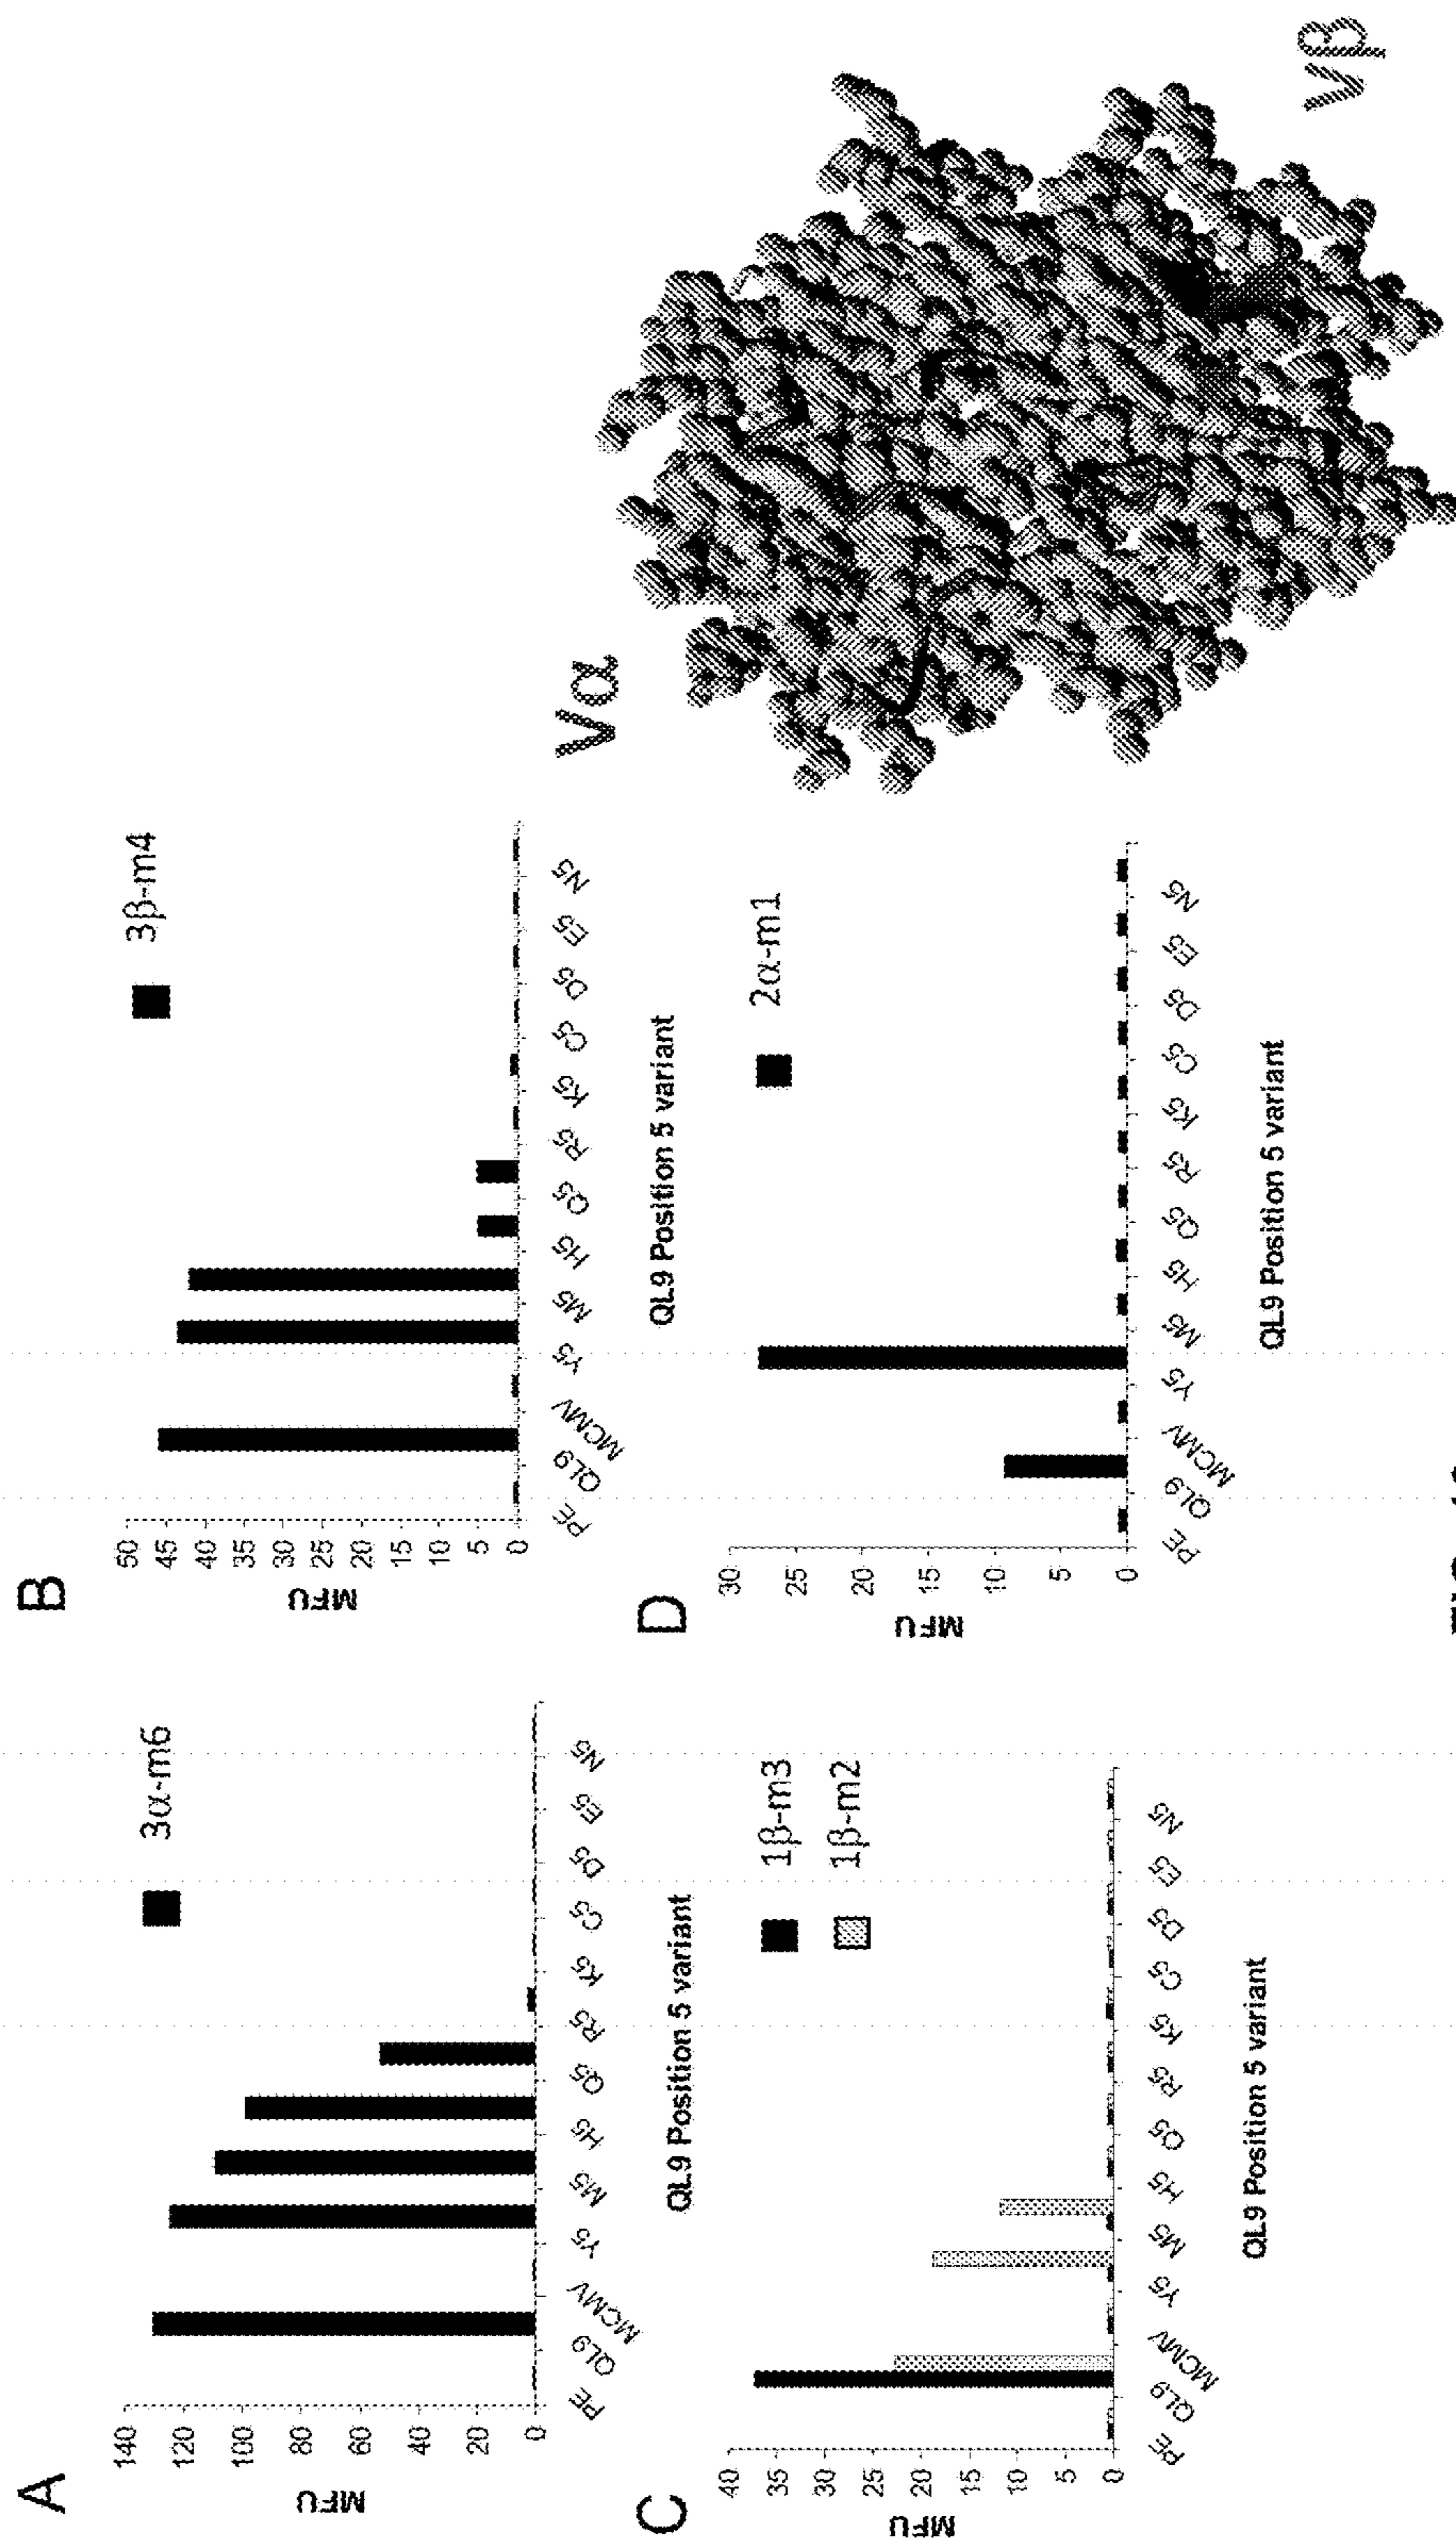 A
3α-m6
MFU
140
120
100
80
60
40
20
0
PE QL9 MCMV Y5 M5 H5 Q5 R5 K5 C5 D5 E5 N5
QL9 Position 5 variant
B
3β-m4
MFU
50
45
40
35
30
25
20
15
10
5
0
PE QL9 MCMV Y5 M5 H5 Q5 R5 K5 C5 D5 E5 N5
QL9 Position 5 variant
C
1β-m3
1β-m2
MFU
40
35
30
25
20
15
10
5
0
PE QL9 MCMV Y5 M5 H5 Q5 R5 K5 C5 D5 E5 N5
QL9 Position 5 variant
D
2α-m1
MFU
30
25
20
15
10
5
0
PE QL9 MCMV Y5 M5 H5 Q5 R5 K5 C5 D5 E5 N5
QL9 Position 5 variant
Vα
Vβ